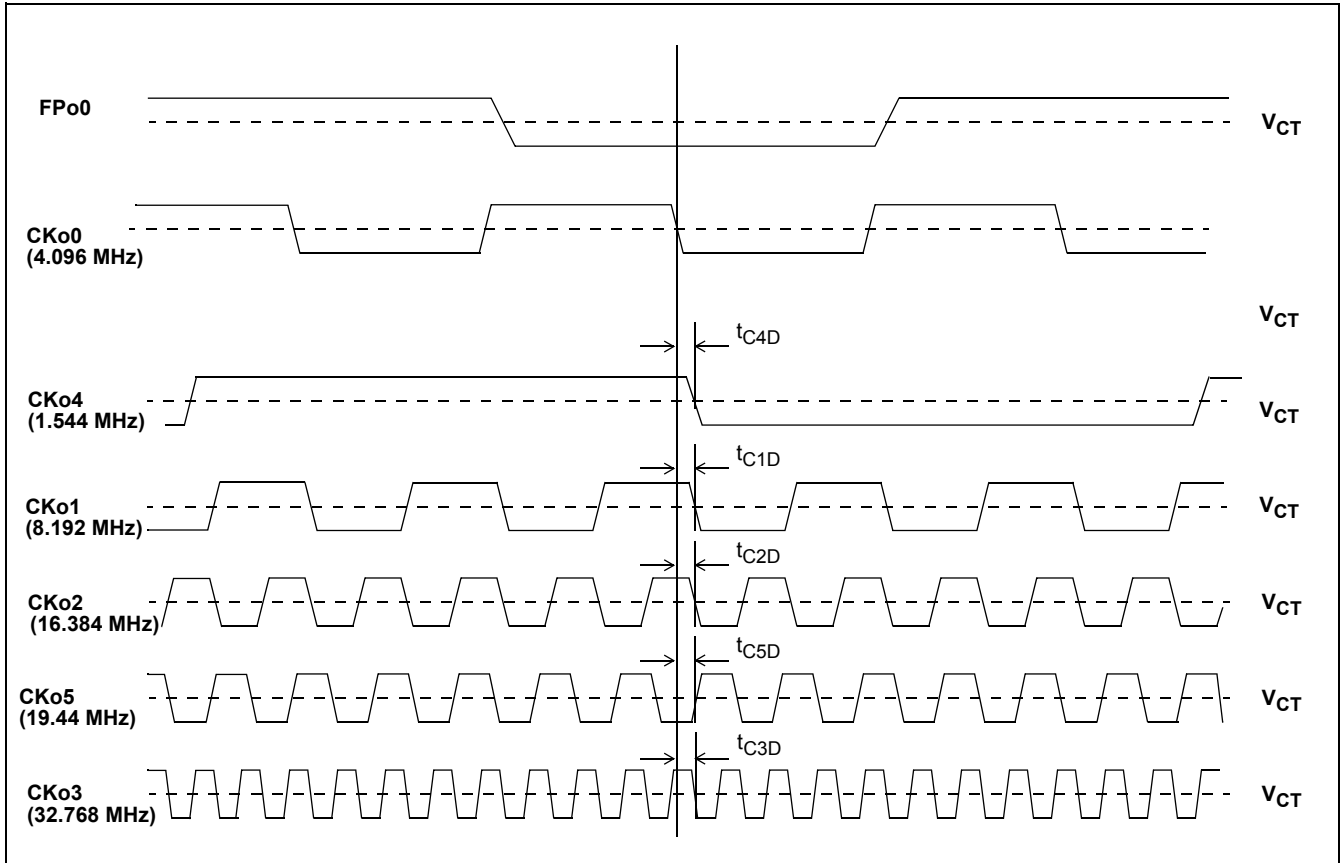 FPo0
VCT
CKo0
(4.096 MHz)
VCT
tC4D
CKo4
(1.544 MHz)
VCT
tC1D
CKo1
(8.192 MHz)
VCT
tC2D
CKo2
(16.384 MHz)
VCT
tC5D
CKo5
(19.44 MHz)
VCT
tC3D
CKo3
(32.768 MHz)
VCT